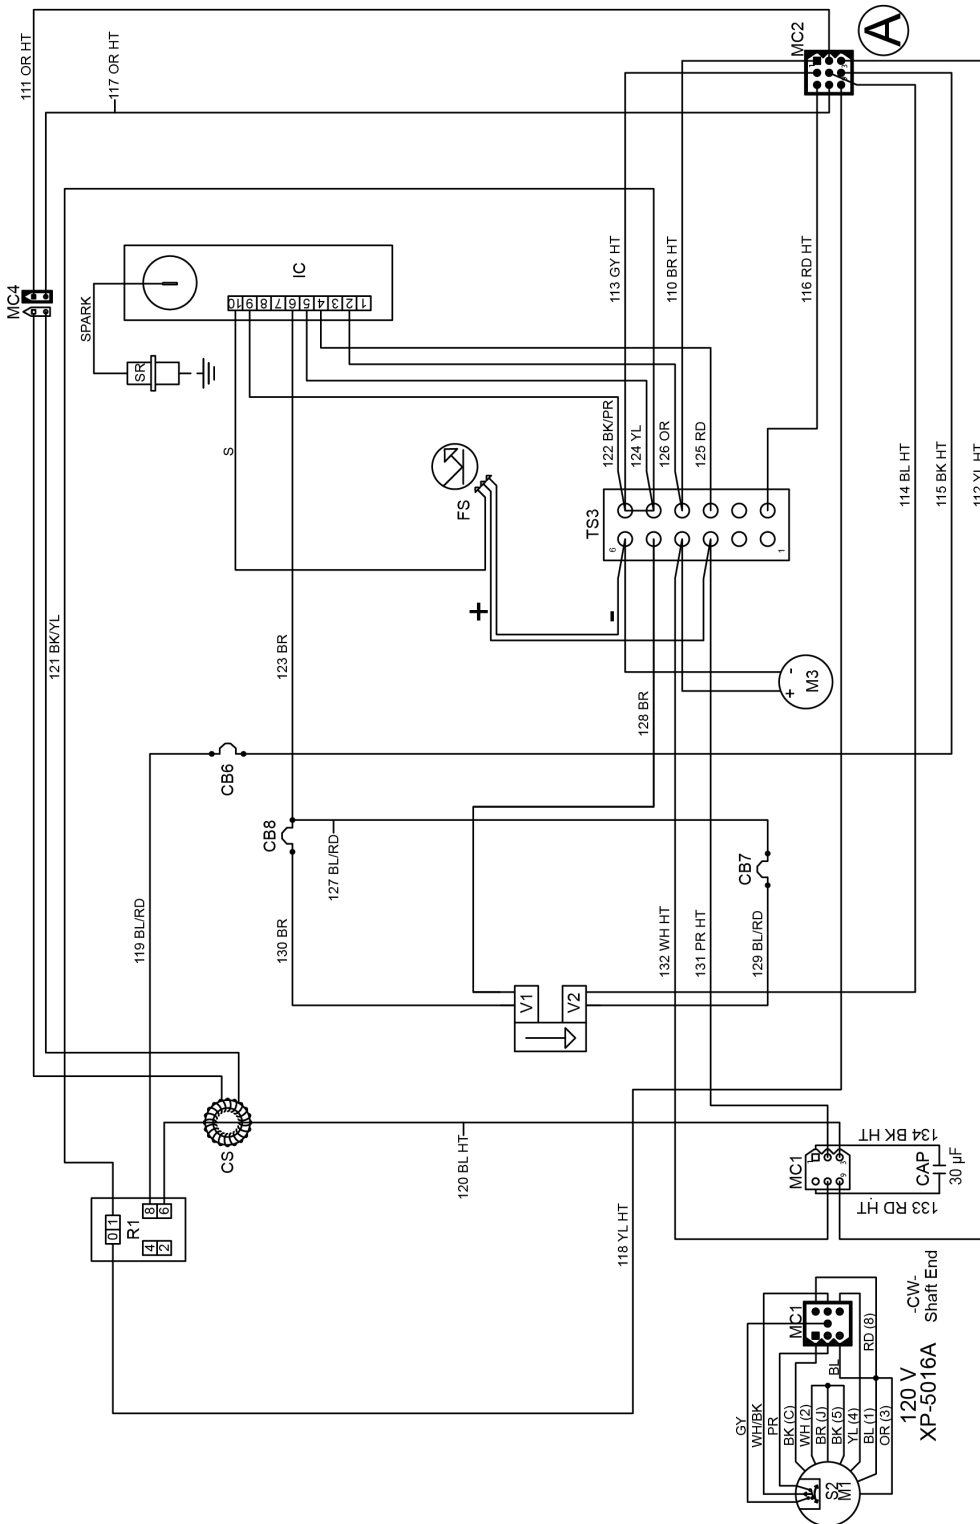 111 OR HT
117 OR HT
MC4
SPARK
SR
IC
10 9 8 7 6 5 4 3 2 1
S
FS
+
-
MC2
1
3
A
113 GY HT
110 BR HT
116 RD HT
122 BK/PR
124 YL
126 OR
125 RD
TS3
6
1
114 BL HT
115 BK HT
112 YL HT
121 BK/YL
123 BR
128 BR
+ -
M3
CB6
CB8
CB7
119 BL/RD
127 BL/RD
130 BR
132 WH HT
131 PR HT
129 BL/RD
V1
V2
CS
120 BL HT
118 YL HT
R1
0 1
8
6
4
2
MC1
1
3
9
134 BK HT
CAP
30 µF
133 RD HT
MC1
-CW-
Shaft End
120 V
XP-5016A
GY
WH/BK
PR
BK (C)
WH (2)
BR (J)
BK (5)
YL (4)
BL (1)
OR (3)
BL
RD (8)
S2
M1